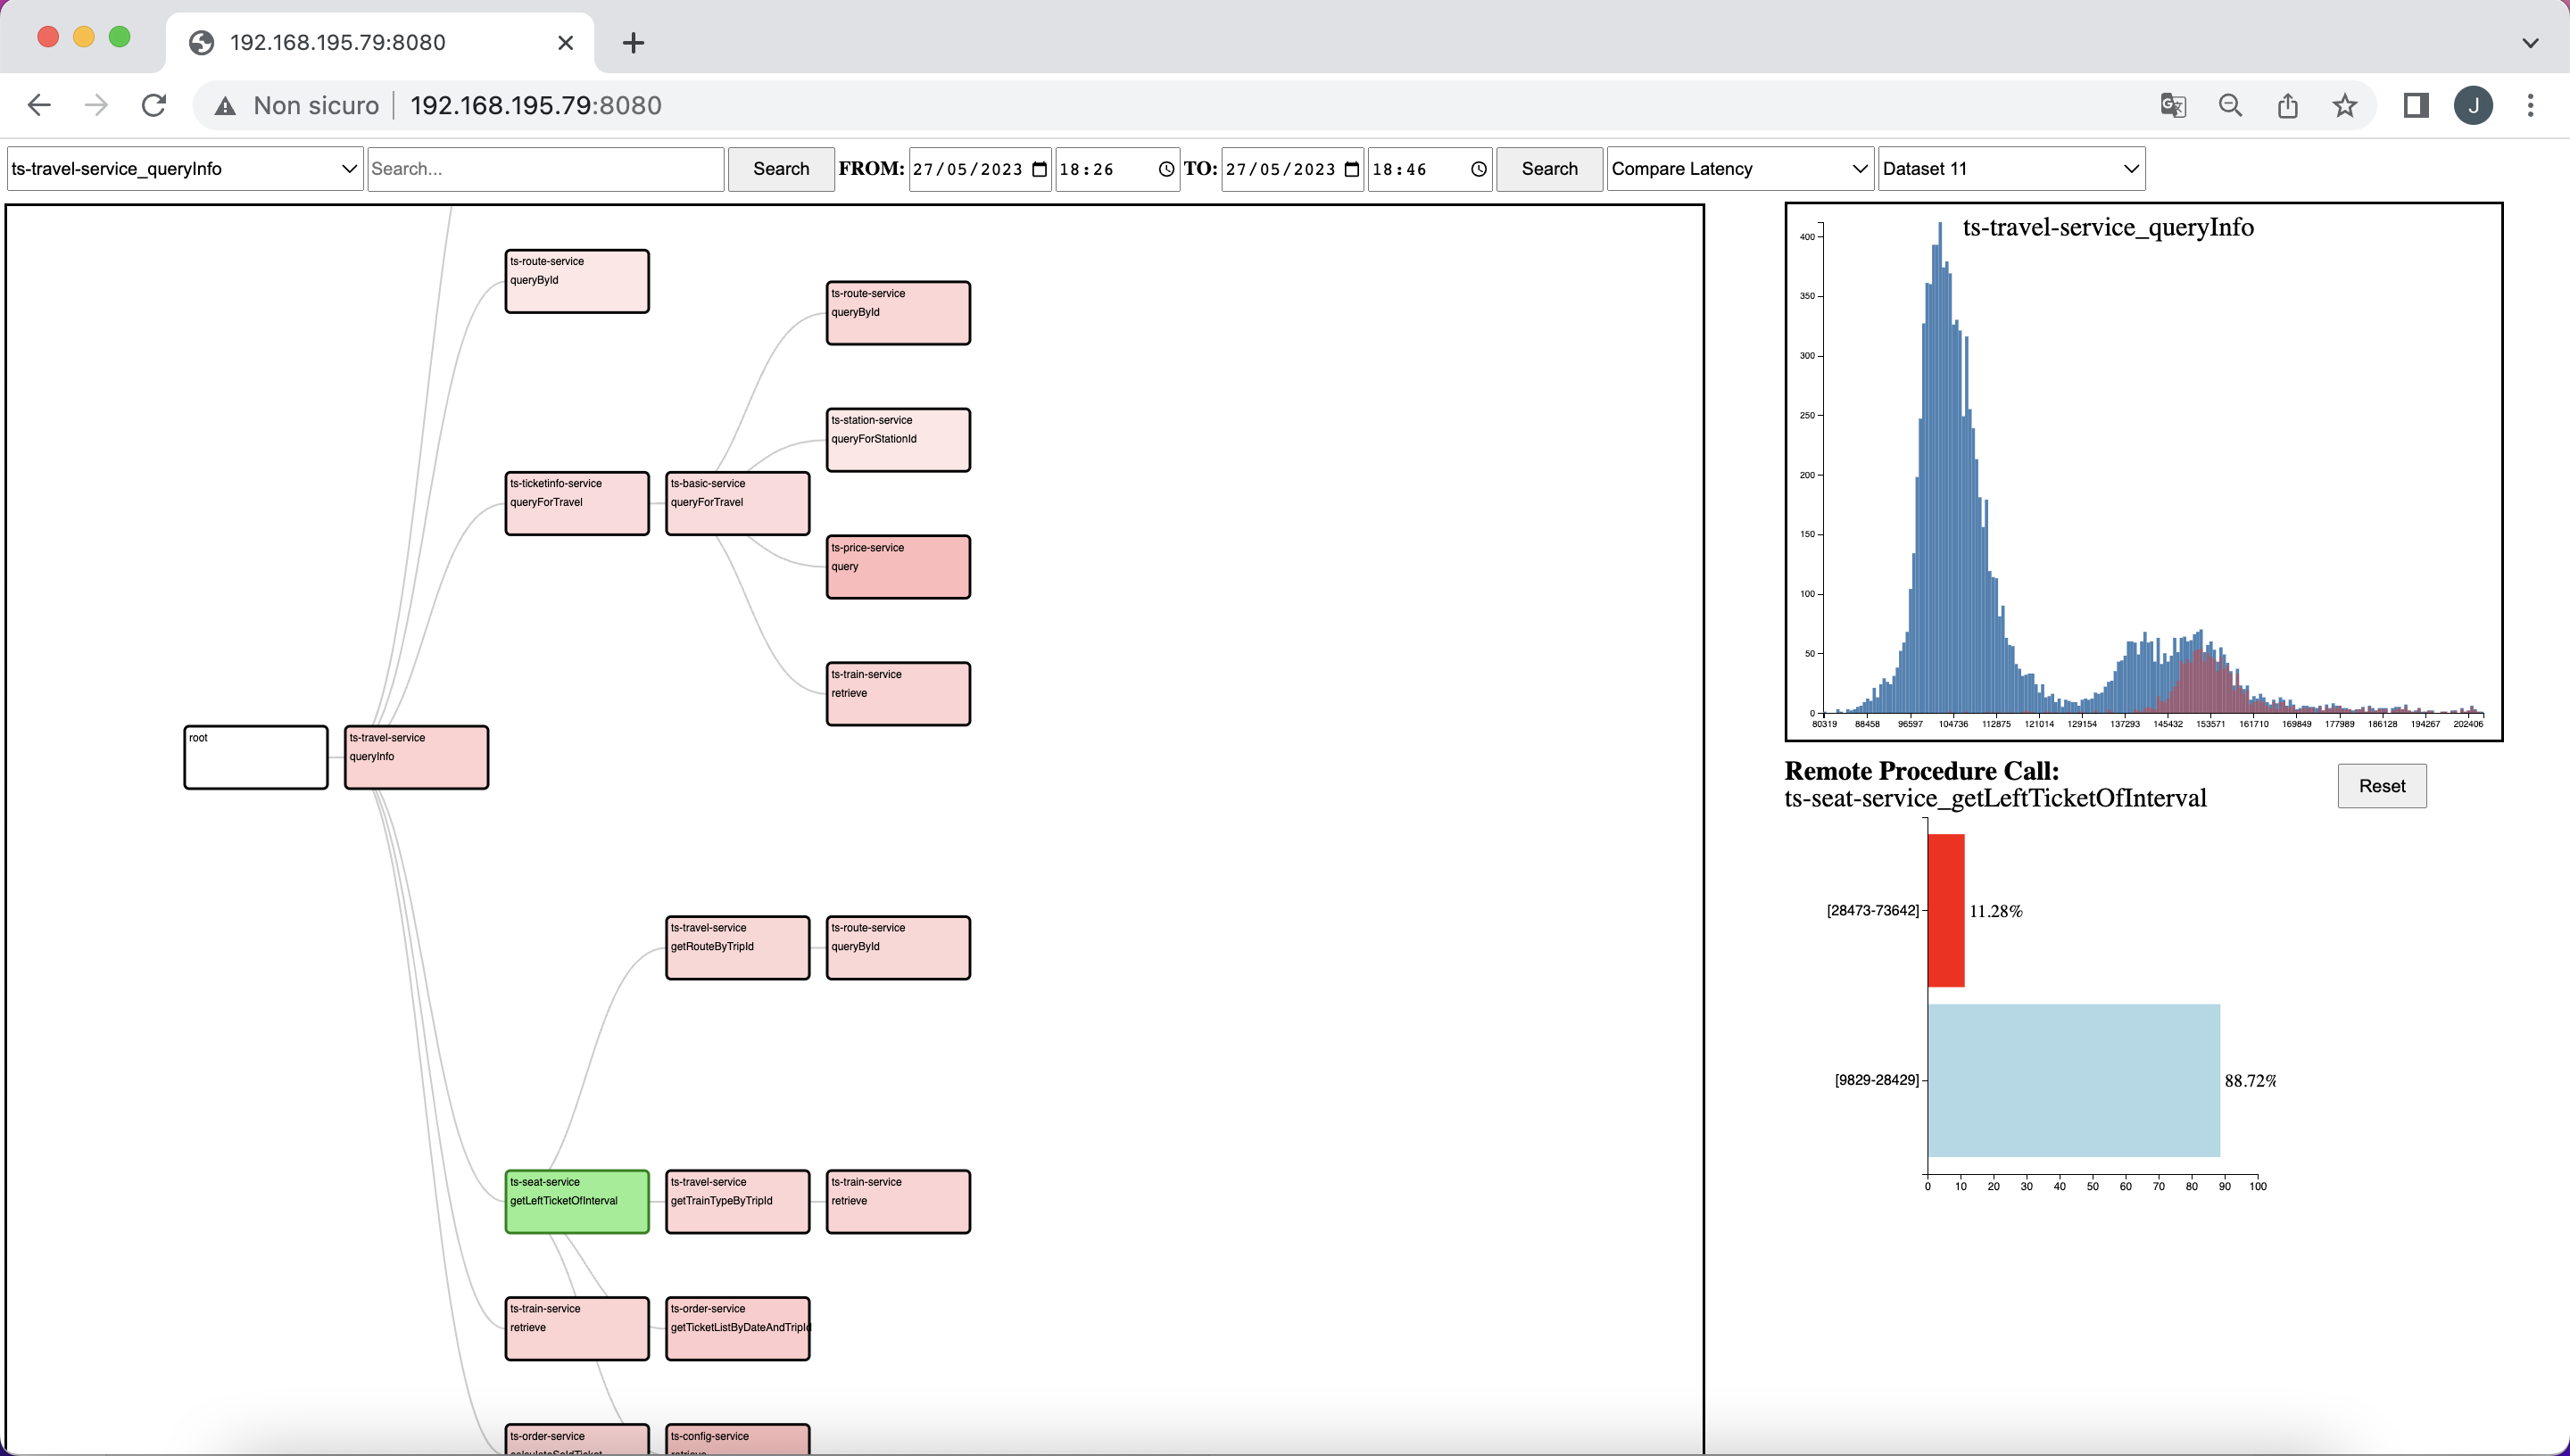 192.168.195.79:8080
Non sicuro 192.168.195.79:8080
J
ts-travel-service_queryInfo Search... Search FROM: 27/05/2023 18:26 TO: 27/05/2023 18:46 Search Compare Latency Dataset 11
ts-route-service
queryById
ts-route-service
queryById
ts-station-service
queryForStationId
ts-ticketinfo-service
queryForTravel
ts-basic-service
queryForTravel
ts-price-service
query
ts-train-service
retrieve
root
ts-travel-service
queryInfo
ts-travel-service
getRouteByTripId
ts-route-service
queryById
ts-seat-service
getLeftTicketOfInterval
ts-travel-service
getTrainTypeByTripId
ts-train-service
retrieve
ts-train-service
retrieve
ts-order-service
getTicketListByDateAndTripId
ts-order-service
ts-config-service
ts-travel-service_queryInfo
400
350
300
250
200
150
100
50
0
80319 88458 96597 104736 112875 121014 129154 137293 145432 153571 161710 169849 177989 186128 194267 202406
Remote Procedure Call:
ts-seat-service_getLeftTicketOfInterval
Reset
[28473-73642] 11.28%
[9829-28429] 88.72%
0 10 20 30 40 50 60 70 80 90 100